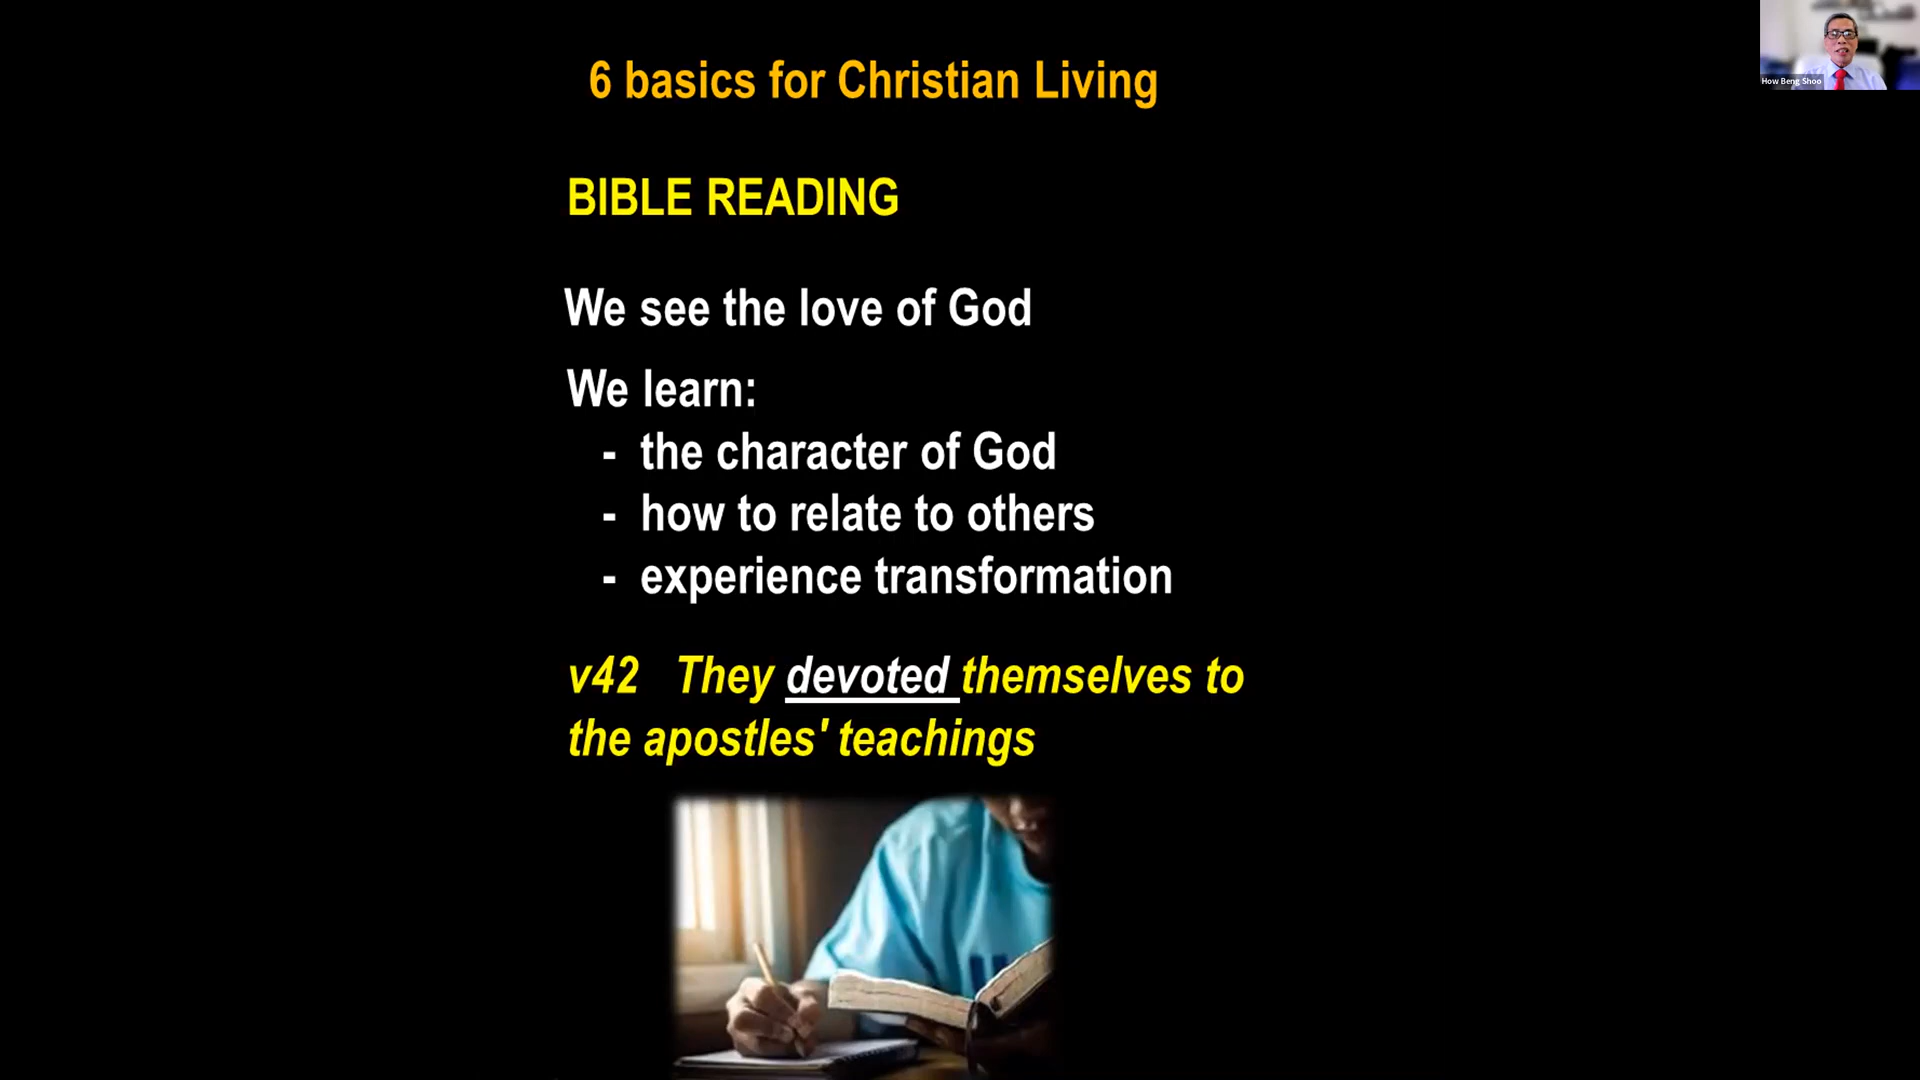 6 basics for Christian Living
How Beng Shoo
BIBLE READING
We see the love of God
We learn:
- the character of God
- how to relate to others
- experience transformation
v42 They devoted themselves to
the apostles' teachings